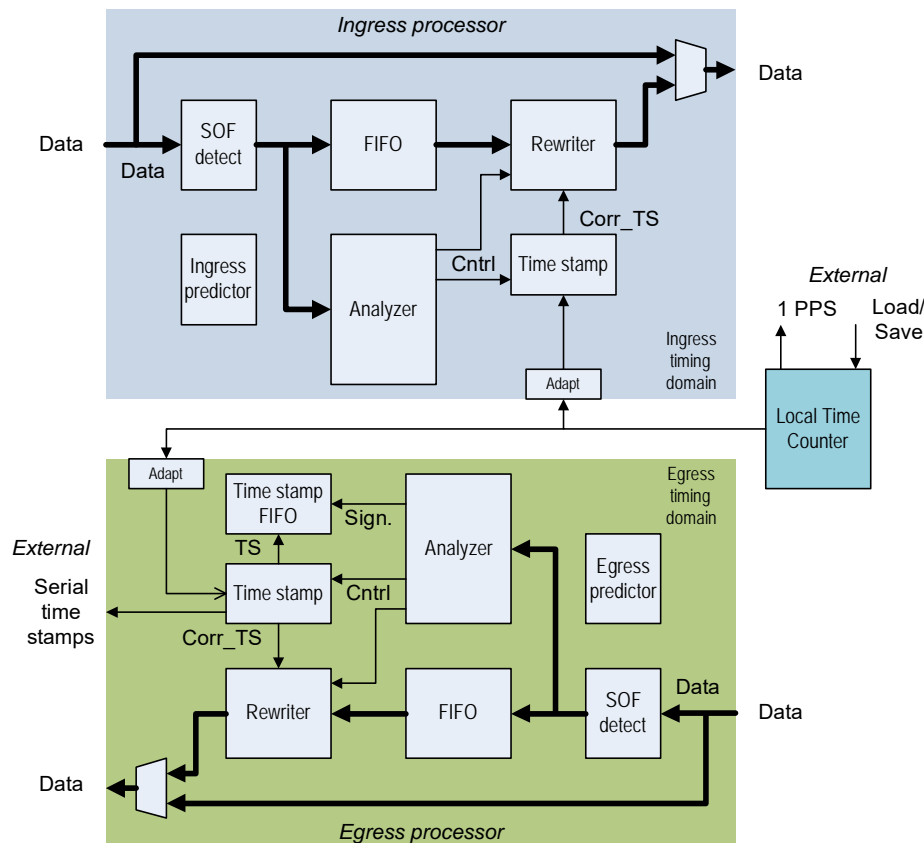 Ingress processor
Data
Data
Data
SOF
detect
FIFO
Rewriter
Corr_TS
Ingress
predictor
Analyzer
Cntrl
Time stamp
Ingress
timing
domain
Adapt
External
1 PPS
Load/
Save
Local Time
Counter
Adapt
Time stamp
FIFO
Sign.
TS
Analyzer
Egress
timing
domain
Egress
predictor
External
Serial
time
stamps
Time stamp
Cntrl
Corr_TS
Rewriter
FIFO
SOF
detect
Data
Data
Data
Egress processor